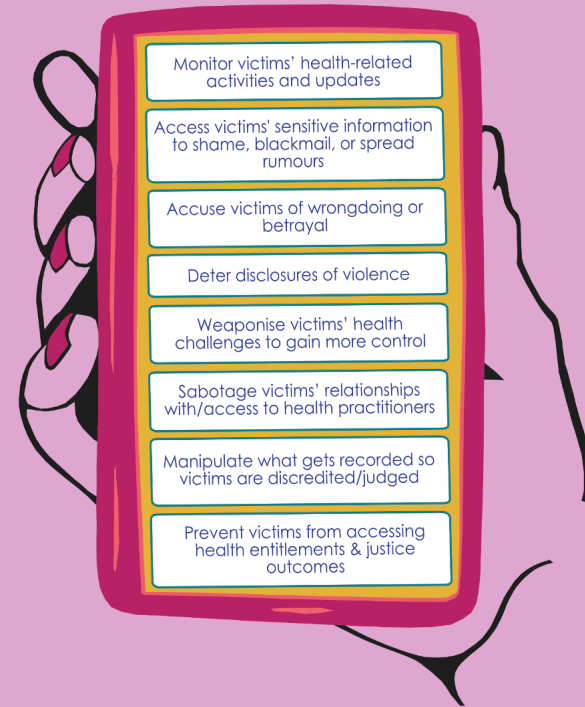 Monitor victims’ health-related
activities and updates
Access victims' sensitive information
to shame, blackmail, or spread
rumours
Accuse victims of wrongdoing or
betrayal
Deter disclosures of violence
Weaponise victims’ health
challenges to gain more control
Sabotage victims’ relationships
with/access to health practitioners
Manipulate what gets recorded so
victims are discredited/judged
Prevent victims from accessing
health entitlements & justice
outcomes